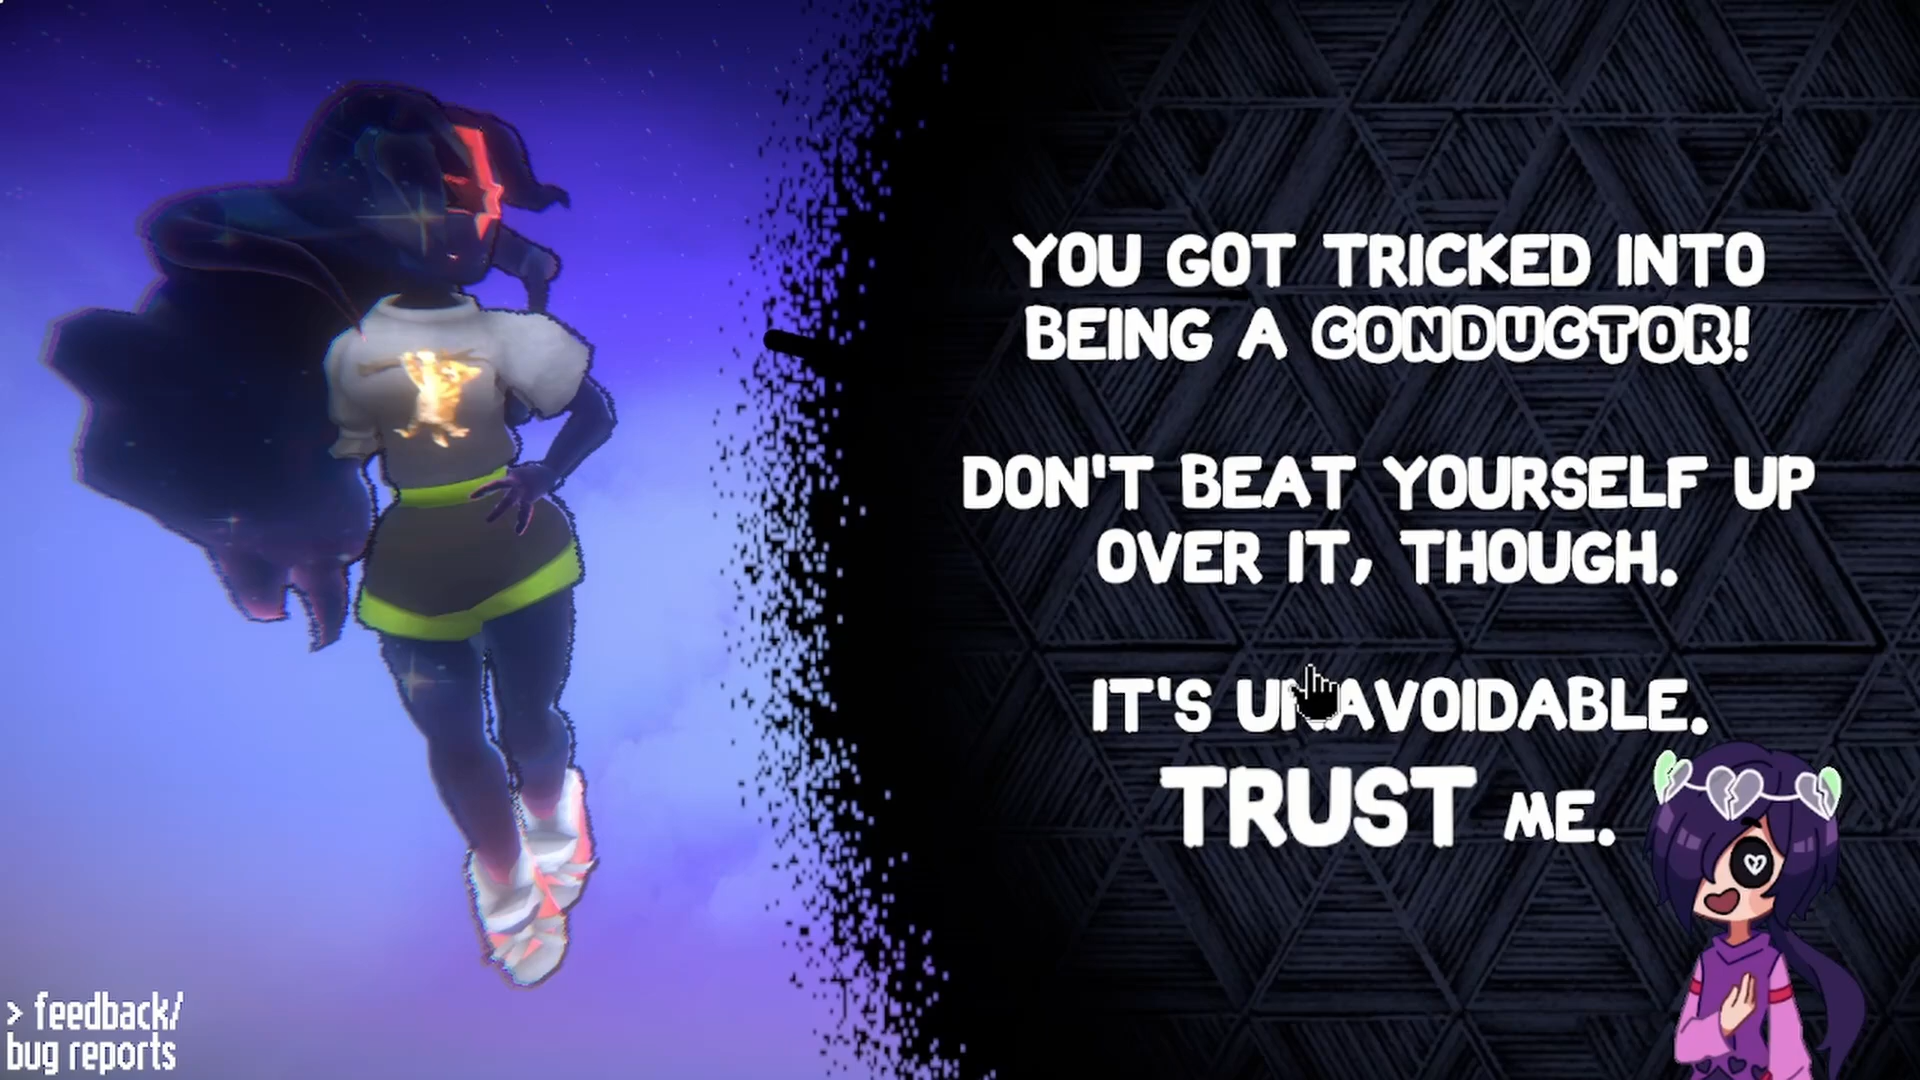 YOU GOT TRICKED INTO
BEING A CONDUCTOR!
DON'T BEAT YOURSELF UP
OVER IT, THOUGH.
IT'S UNAVOIDABLE.
TRUST ME.
> feedback/
bug reports